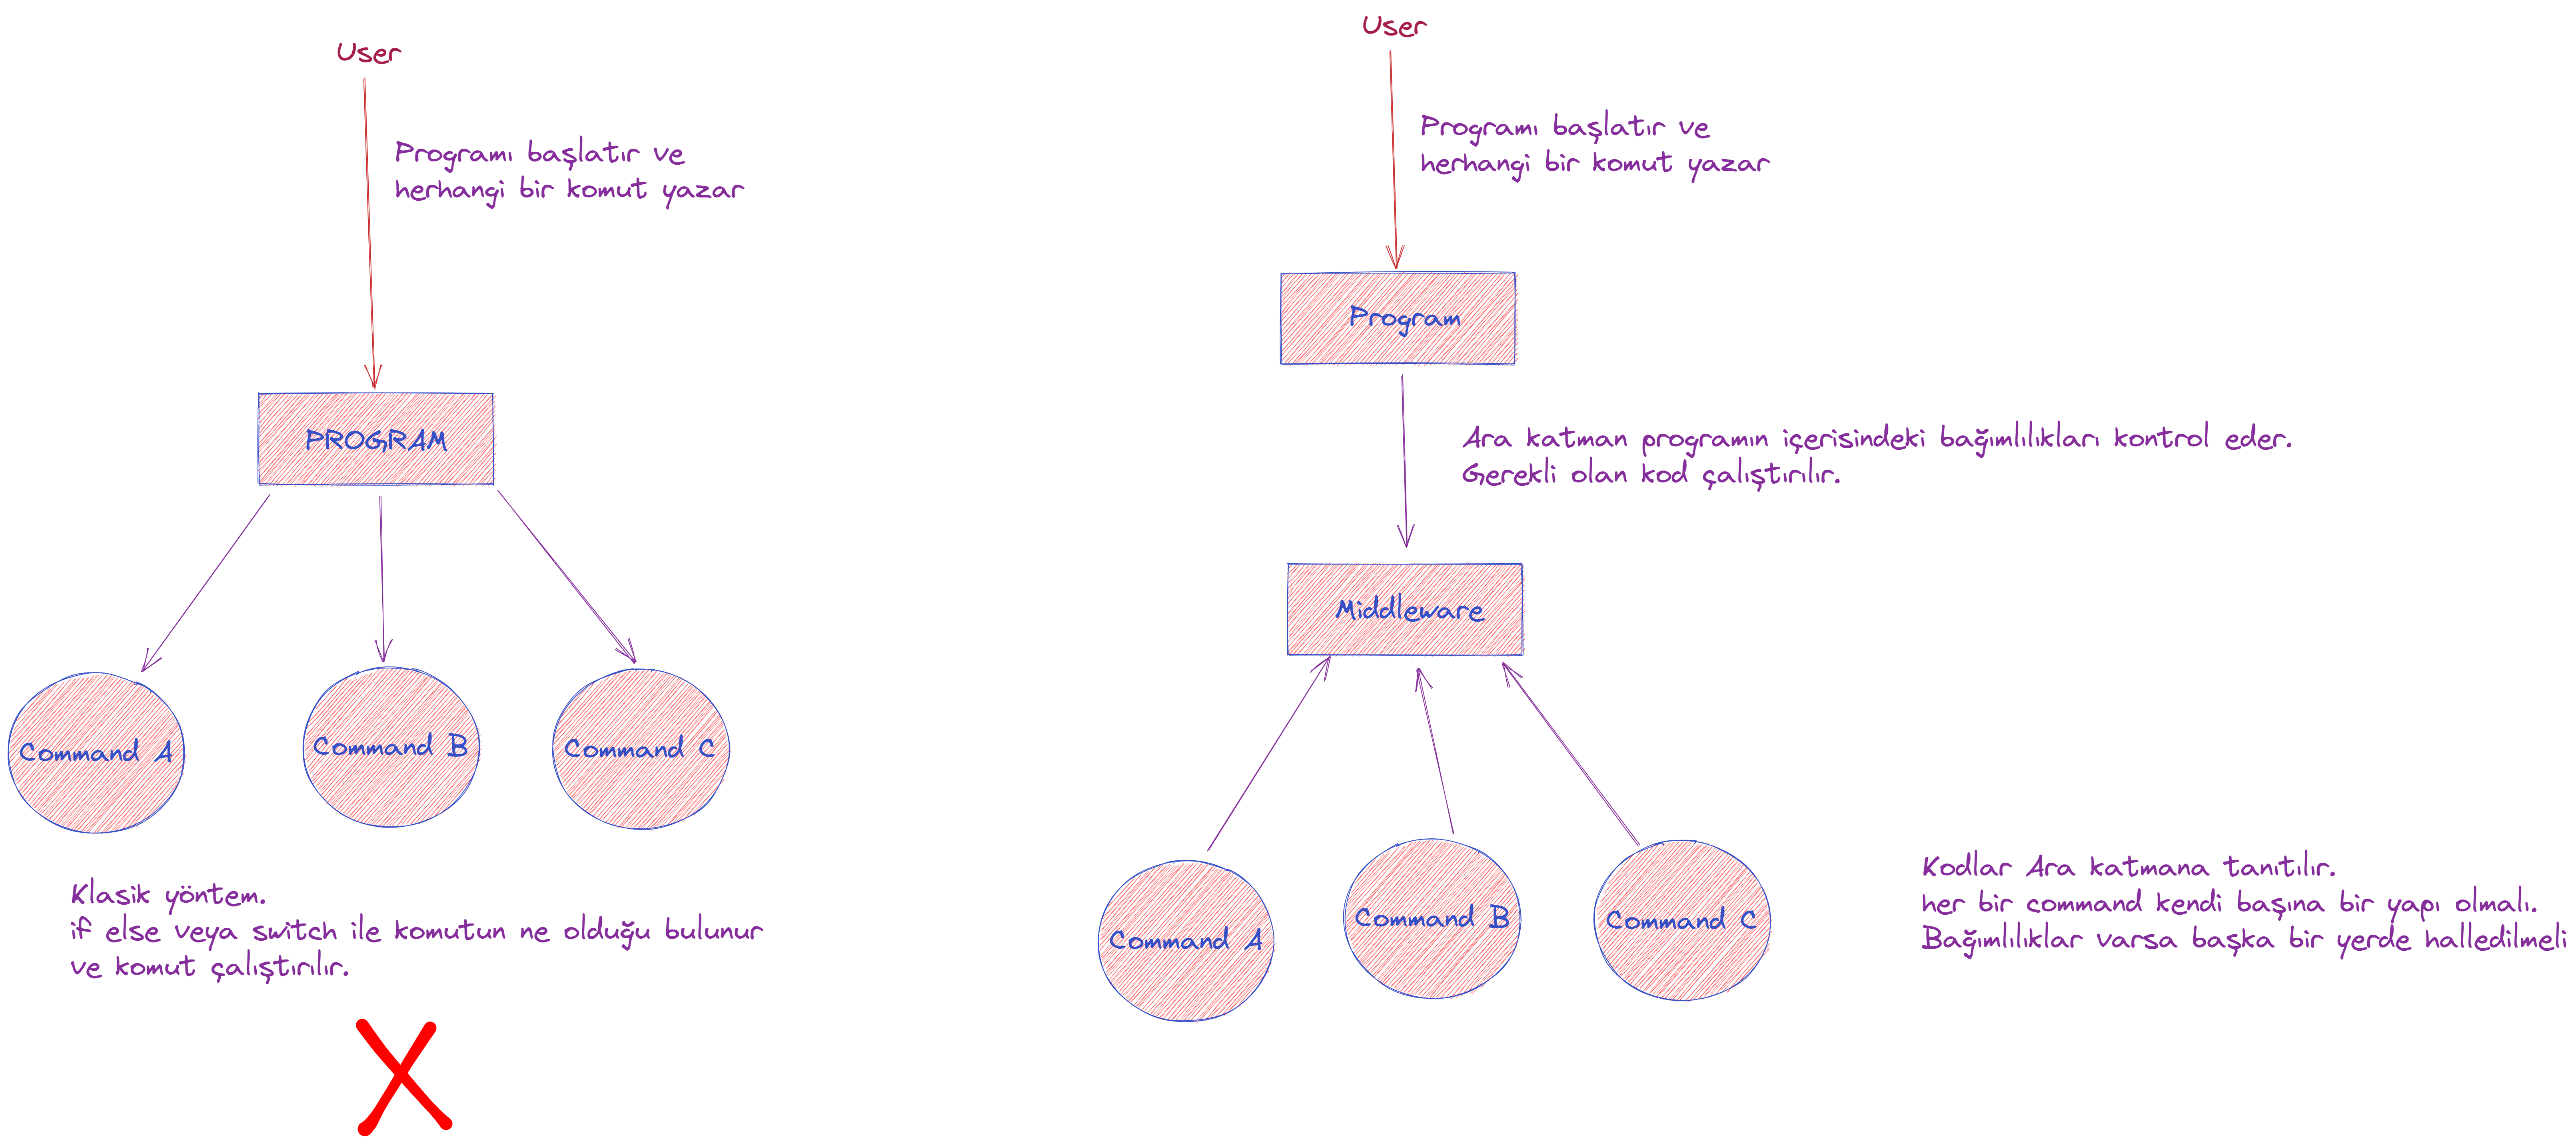 User
Programı başlatır ve
herhangi bir komut yazar
PROGRAM
Command A
Command B
Command C
Klasik yöntem.
if else veya switch ile komutun ne olduğu bulunur
ve komut çalıştırılır.
User
Programı başlatır ve
herhangi bir komut yazar
Program
Ara katman programın içerisindeki bağımlılıkları kontrol eder.
Gerekli olan kod çalıştırılır.
Middleware
Command A
Command B
Command C
Kodlar Ara katmana tanıtılır.
her bir command kendi başına bir yapı olmalı.
Bağımlılıklar varsa başka bir yerde halledilmeli